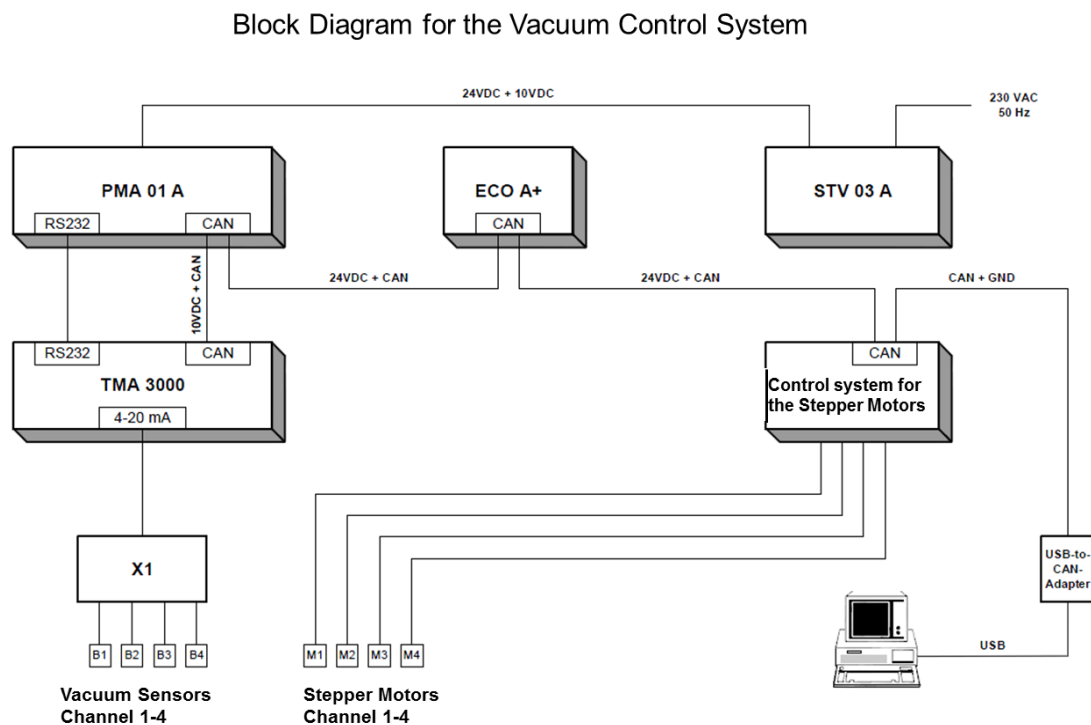 Block Diagram for the Vacuum Control System
24VDC + 10VDC
230 VAC
50 Hz
PMA 01 A
RS232
CAN
ECO A+
CAN
STV 03 A
10VDC + CAN
24VDC + CAN
24VDC + CAN
CAN + GND
RS232
CAN
TMA 3000
4-20 mA
CAN
Control system for
the Stepper Motors
X1
USB-to-
CAN-
Adapter
B1
B2
B3
B4
M1
M2
M3
M4
USB
Vacuum Sensors
Channel 1-4
Stepper Motors
Channel 1-4